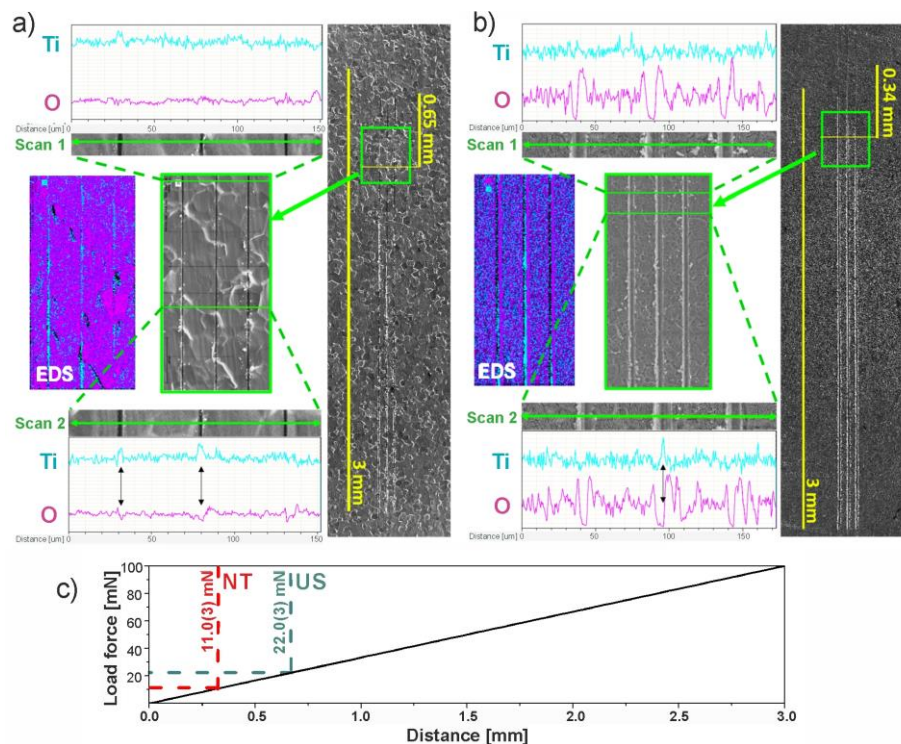 a)
Ti
O
Distance [um] 0 50 100 150
Scan 1
0.65 mm
EDS
3 mm
Scan 2
Ti
O
Distance [um] 0 50 100 150
b)
Ti
O
Distance [um] 0 50 100 150
Scan 1
0.34 mm
EDS
3 mm
Scan 2
Ti
O
Distance [um] 0 50 100 150
c)
Load force [mN]
100
80
60
40
20
11.0(3) mN
NT
22.0(3) mN
US
0.0 0.5 1.0 1.5 2.0 2.5 3.0
Distance [mm]